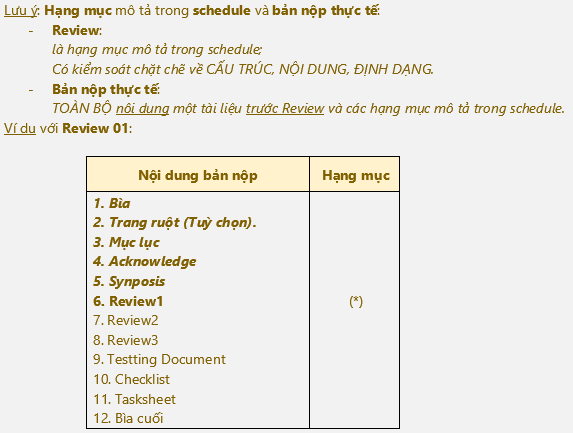 Lưu ý: Hạng mục mô tả trong schedule và bản nộp thực tế:
- Review:
là hạng mục mô tả trong schedule;
Có kiểm soát chặt chẽ về CẤU TRÚC, NỘI DUNG, ĐỊNH DẠNG.
- Bản nộp thực tế:
TOÀN BỘ nội dung một tài liệu trước Review và các hạng mục mô tả trong schedule.
Ví dụ với Review 01:
Nội dung bản nộp Hạng mục
1. Bìa
2. Trang ruột (Tuỳ chọn).
3. Mục lục
4. Acknowledge
5. Synposis
6. Review1 (*)
7. Review2
8. Review3
9. Testting Document
10. Checklist
11. Tasksheet
12. Bìa cuối